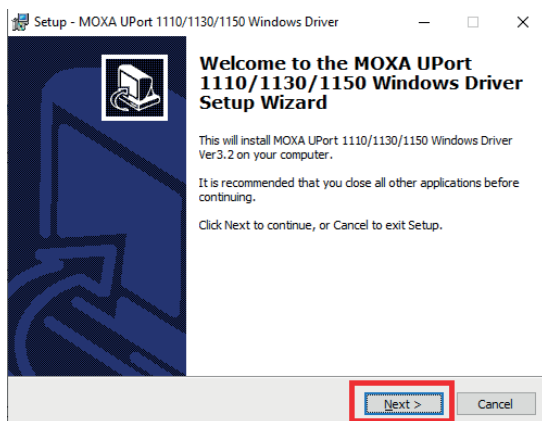 Setup - MOXA UPort 1110/1130/1150 Windows Driver
Welcome to the MOXA UPort
1110/1130/1150 Windows Driver
Setup Wizard
This will install MOXA UPort 1110/1130/1150 Windows Driver
Ver3.2 on your computer.
It is recommended that you close all other applications before
continuing.
Click Next to continue, or Cancel to exit Setup.
Next >
Cancel